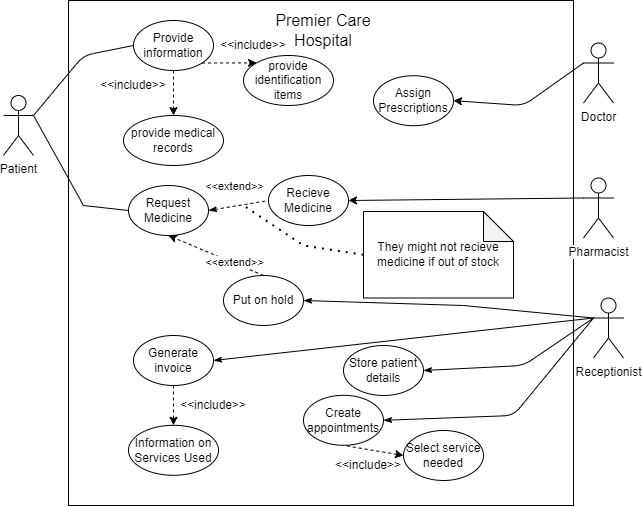 Premier Care
Hospital
Provide
information
<<include>>
provide
identification
items
<<include>>
provide medical
records
Assign
Prescriptions
Doctor
Patient
Request
Medicine
<<extend>>
Recieve
Medicine
They might not recieve
medicine if out of stock
Pharmacist
<<extend>>
Put on hold
Generate
invoice
Store patient
details
Receptionist
<<include>>
Create
appointments
Information on
Services Used
<<include>>
Select service
needed